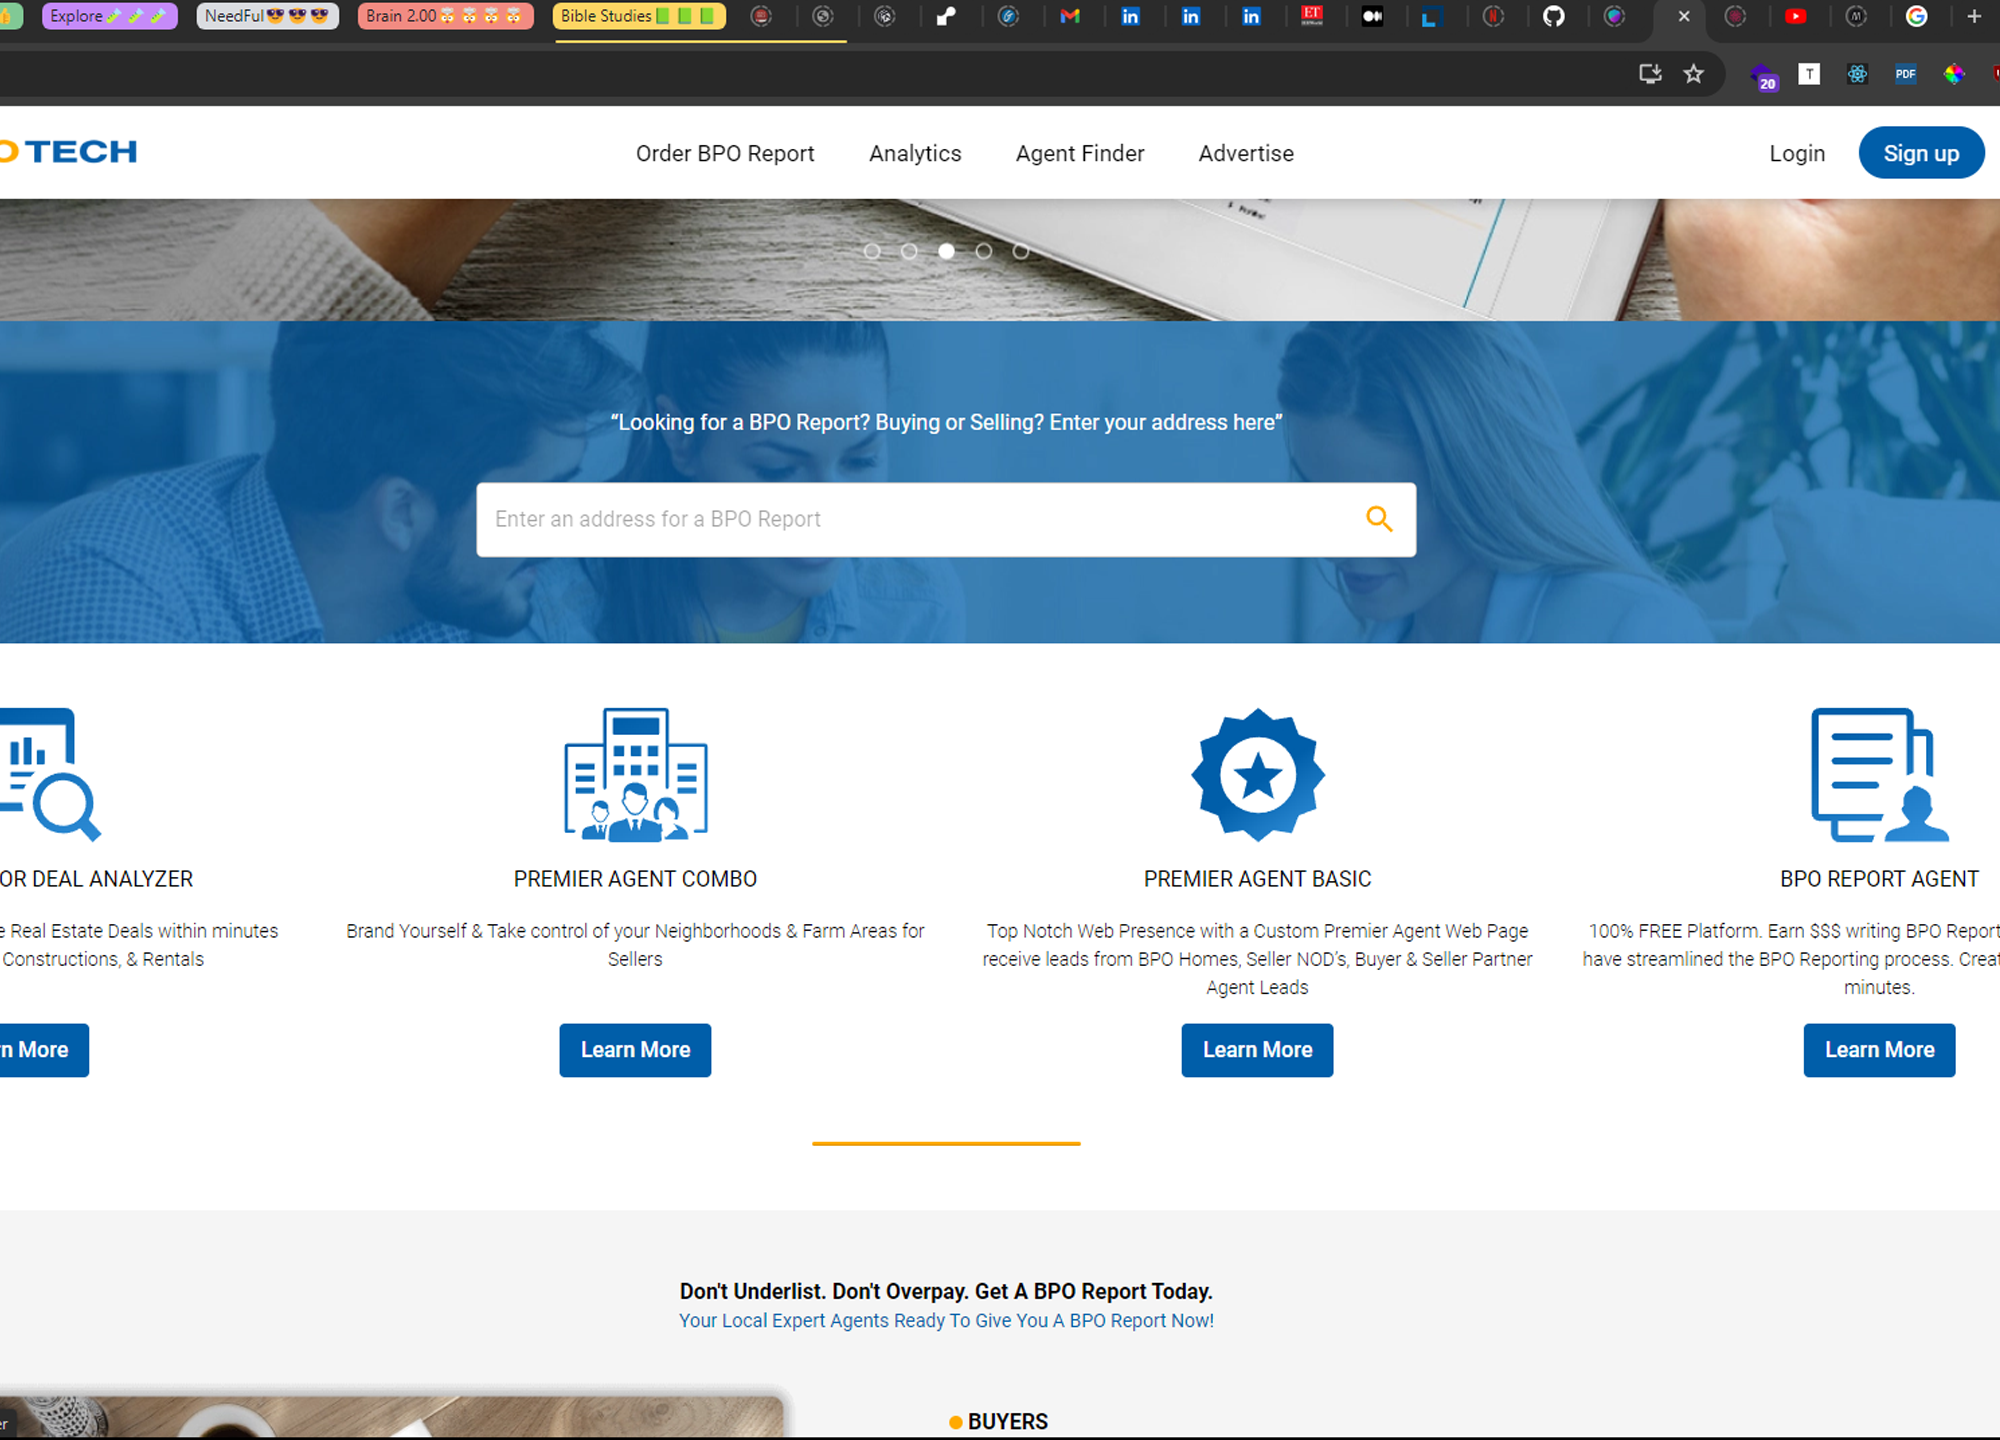 Explore
NeedFul
Brain 2.00
Bible Studies
20
T
PDF
ET
TECH
Order BPO Report
Analytics
Agent Finder
Advertise
Login
Sign up
“Looking for a BPO Report? Buying or Selling? Enter your address here”
Enter an address for a BPO Report
OR DEAL ANALYZER
e Real Estate Deals within minutes
Constructions, & Rentals
n More
PREMIER AGENT COMBO
Brand Yourself & Take control of your Neighborhoods & Farm Areas for
Sellers
Learn More
PREMIER AGENT BASIC
Top Notch Web Presence with a Custom Premier Agent Web Page
receive leads from BPO Homes, Seller NOD’s, Buyer & Seller Partner
Agent Leads
Learn More
BPO REPORT AGENT
100% FREE Platform. Earn $$$ writing BPO Report
have streamlined the BPO Reporting process. Creat
minutes.
Learn More
Don't Underlist. Don't Overpay. Get A BPO Report Today.
Your Local Expert Agents Ready To Give You A BPO Report Now!
BUYERS
er